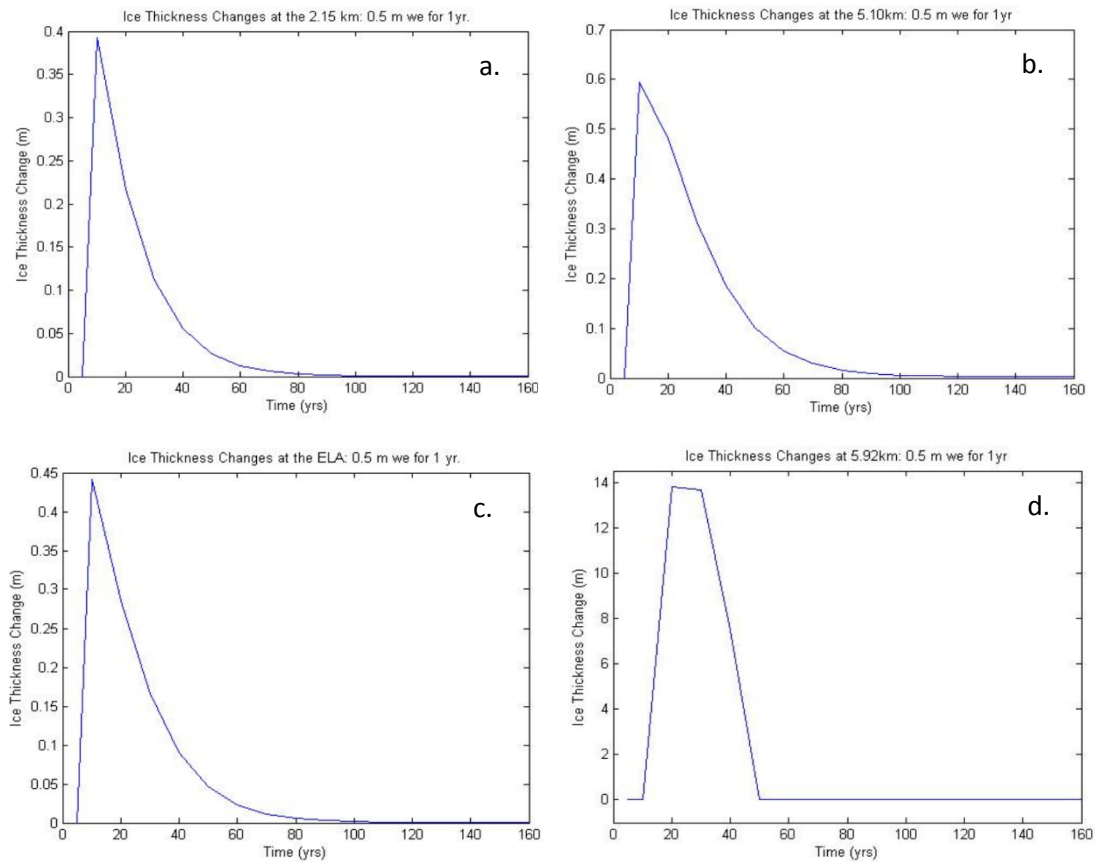 Ice Thickness Changes at the 2.15 km: 0.5 m we for 1yr.
a.
Ice Thickness Change (m)
0.4
0.35
0.3
0.25
0.2
0.15
0.1
0.05
0
0 20 40 60 80 100 120 140 160
Time (yrs)
Ice Thickness Changes at the 5.10km: 0.5 m we for 1yr
b.
Ice Thickness Change (m)
0.7
0.6
0.5
0.4
0.3
0.2
0.1
0
0 20 40 60 80 100 120 140 160
Time (yrs)
Ice Thickness Changes at the ELA: 0.5 m we for 1 yr.
c.
Ice Thickness Change (m)
0.45
0.4
0.35
0.3
0.25
0.2
0.15
0.1
0.05
0
0 20 40 60 80 100 120 140 160
Time (yrs)
Ice Thickness Changes at 5.92km: 0.5 m we for 1yr
d.
Ice Thickness Change (m)
14
12
10
8
6
4
2
0
0 20 40 60 80 100 120 140 160
Time (yrs)